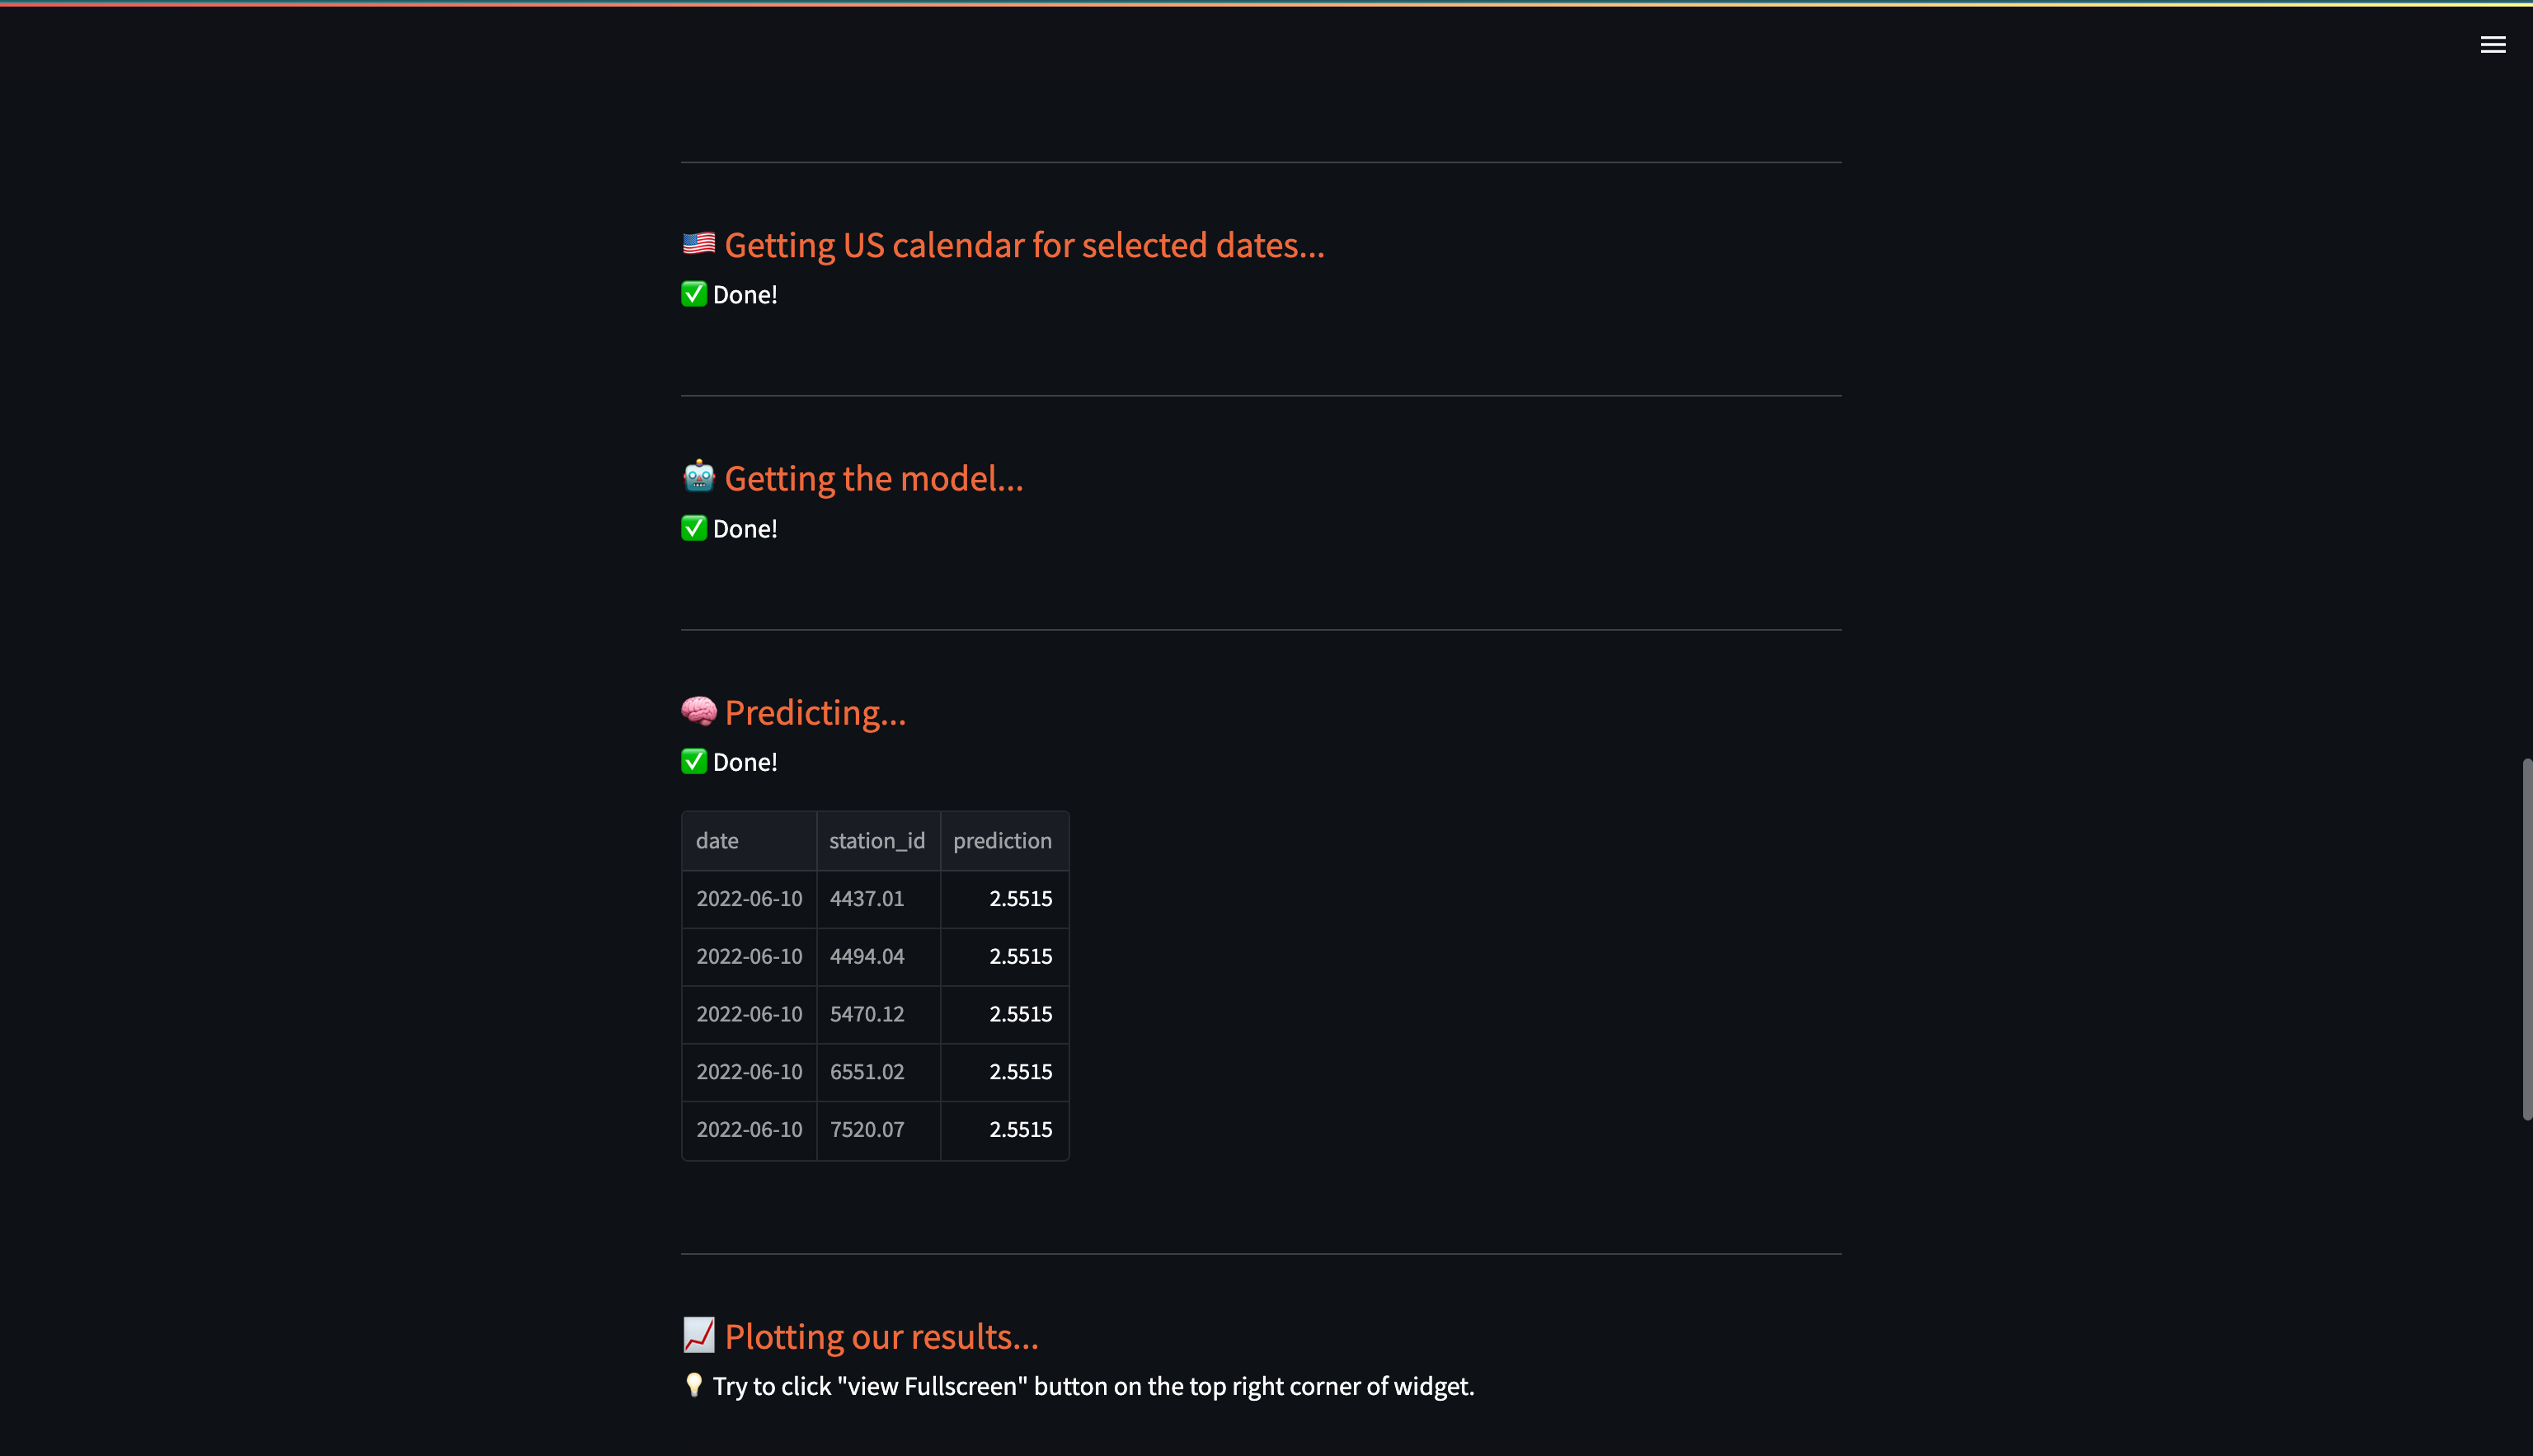 Getting US calendar for selected dates...
Done!
Getting the model...
Done!
Predicting...
Done!
date station_id prediction
2022-06-10 4437.01 2.5515
2022-06-10 4494.04 2.5515
2022-06-10 5470.12 2.5515
2022-06-10 6551.02 2.5515
2022-06-10 7520.07 2.5515
Plotting our results...
Try to click "view Fullscreen" button on the top right corner of widget.